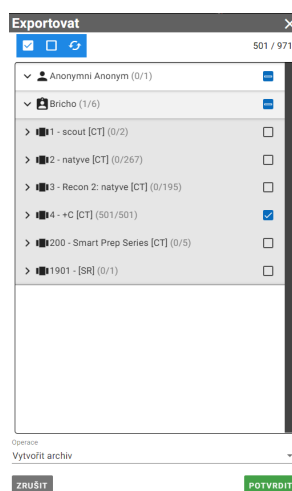 Exportovat
501 / 971
Anonymni Anonym (0/1)
Bricho (1/6)
1 - scout [CT] (0/2)
2 - natyve [CT] (0/267)
3 - Recon 2: natyve [CT] (0/195)
4 - +C [CT] (501/501)
200 - Smart Prep Series [CT] (0/5)
1901 - [SR] (0/1)
Operace
Vytvořit archiv
ZRUŠIT
POTVRDIT